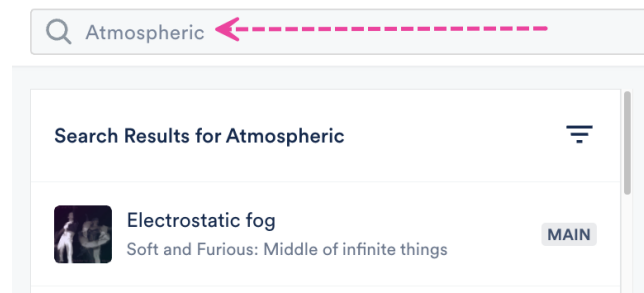 Atmospheric
Search Results for Atmospheric
Electrostatic fog
MAIN
Soft and Furious: Middle of infinite things